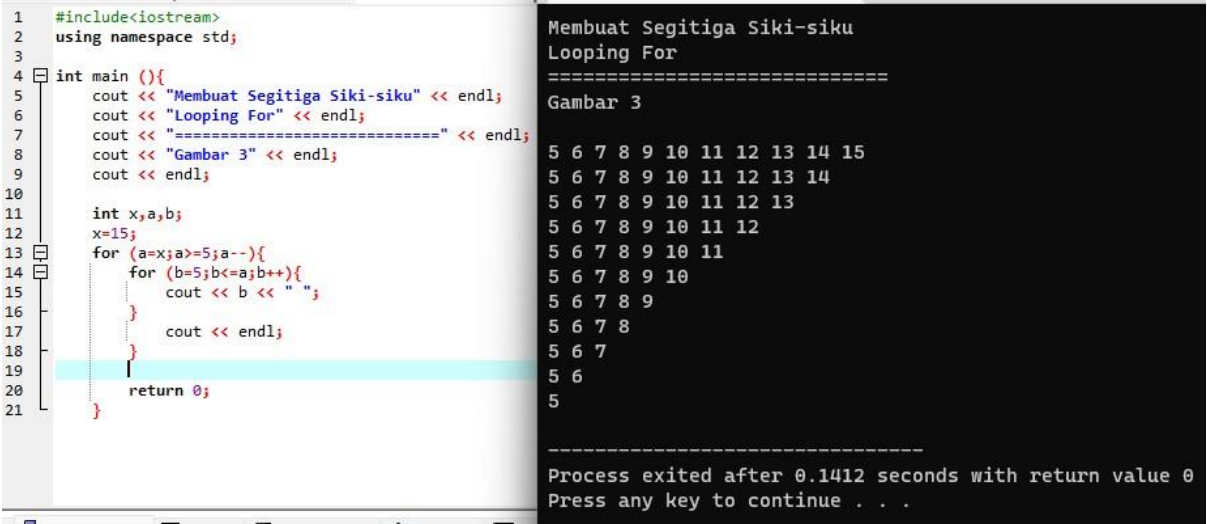 1 #include<iostream>
2 using namespace std;
3
4 int main (){
5 cout << "Membuat Segitiga Siki-siku" << endl;
6 cout << "Looping For" << endl;
7 cout << "=============================" << endl;
8 cout << "Gambar 3" << endl;
9 cout << endl;
10
11 int x,a,b;
12 x=15;
13 for (a=x;a>=5;a--){
14 for (b=5;b<=a;b++){
15 cout << b << " ";
16 }
17 cout << endl;
18 }
19
20 return 0;
21 }
Membuat Segitiga Siki-siku
Looping For
=============================
Gambar 3

5 6 7 8 9 10 11 12 13 14 15
5 6 7 8 9 10 11 12 13 14
5 6 7 8 9 10 11 12 13
5 6 7 8 9 10 11 12
5 6 7 8 9 10 11
5 6 7 8 9 10
5 6 7 8 9
5 6 7 8
5 6 7
5 6
5

--------------------------------
Process exited after 0.1412 seconds with return value 0
Press any key to continue . . .